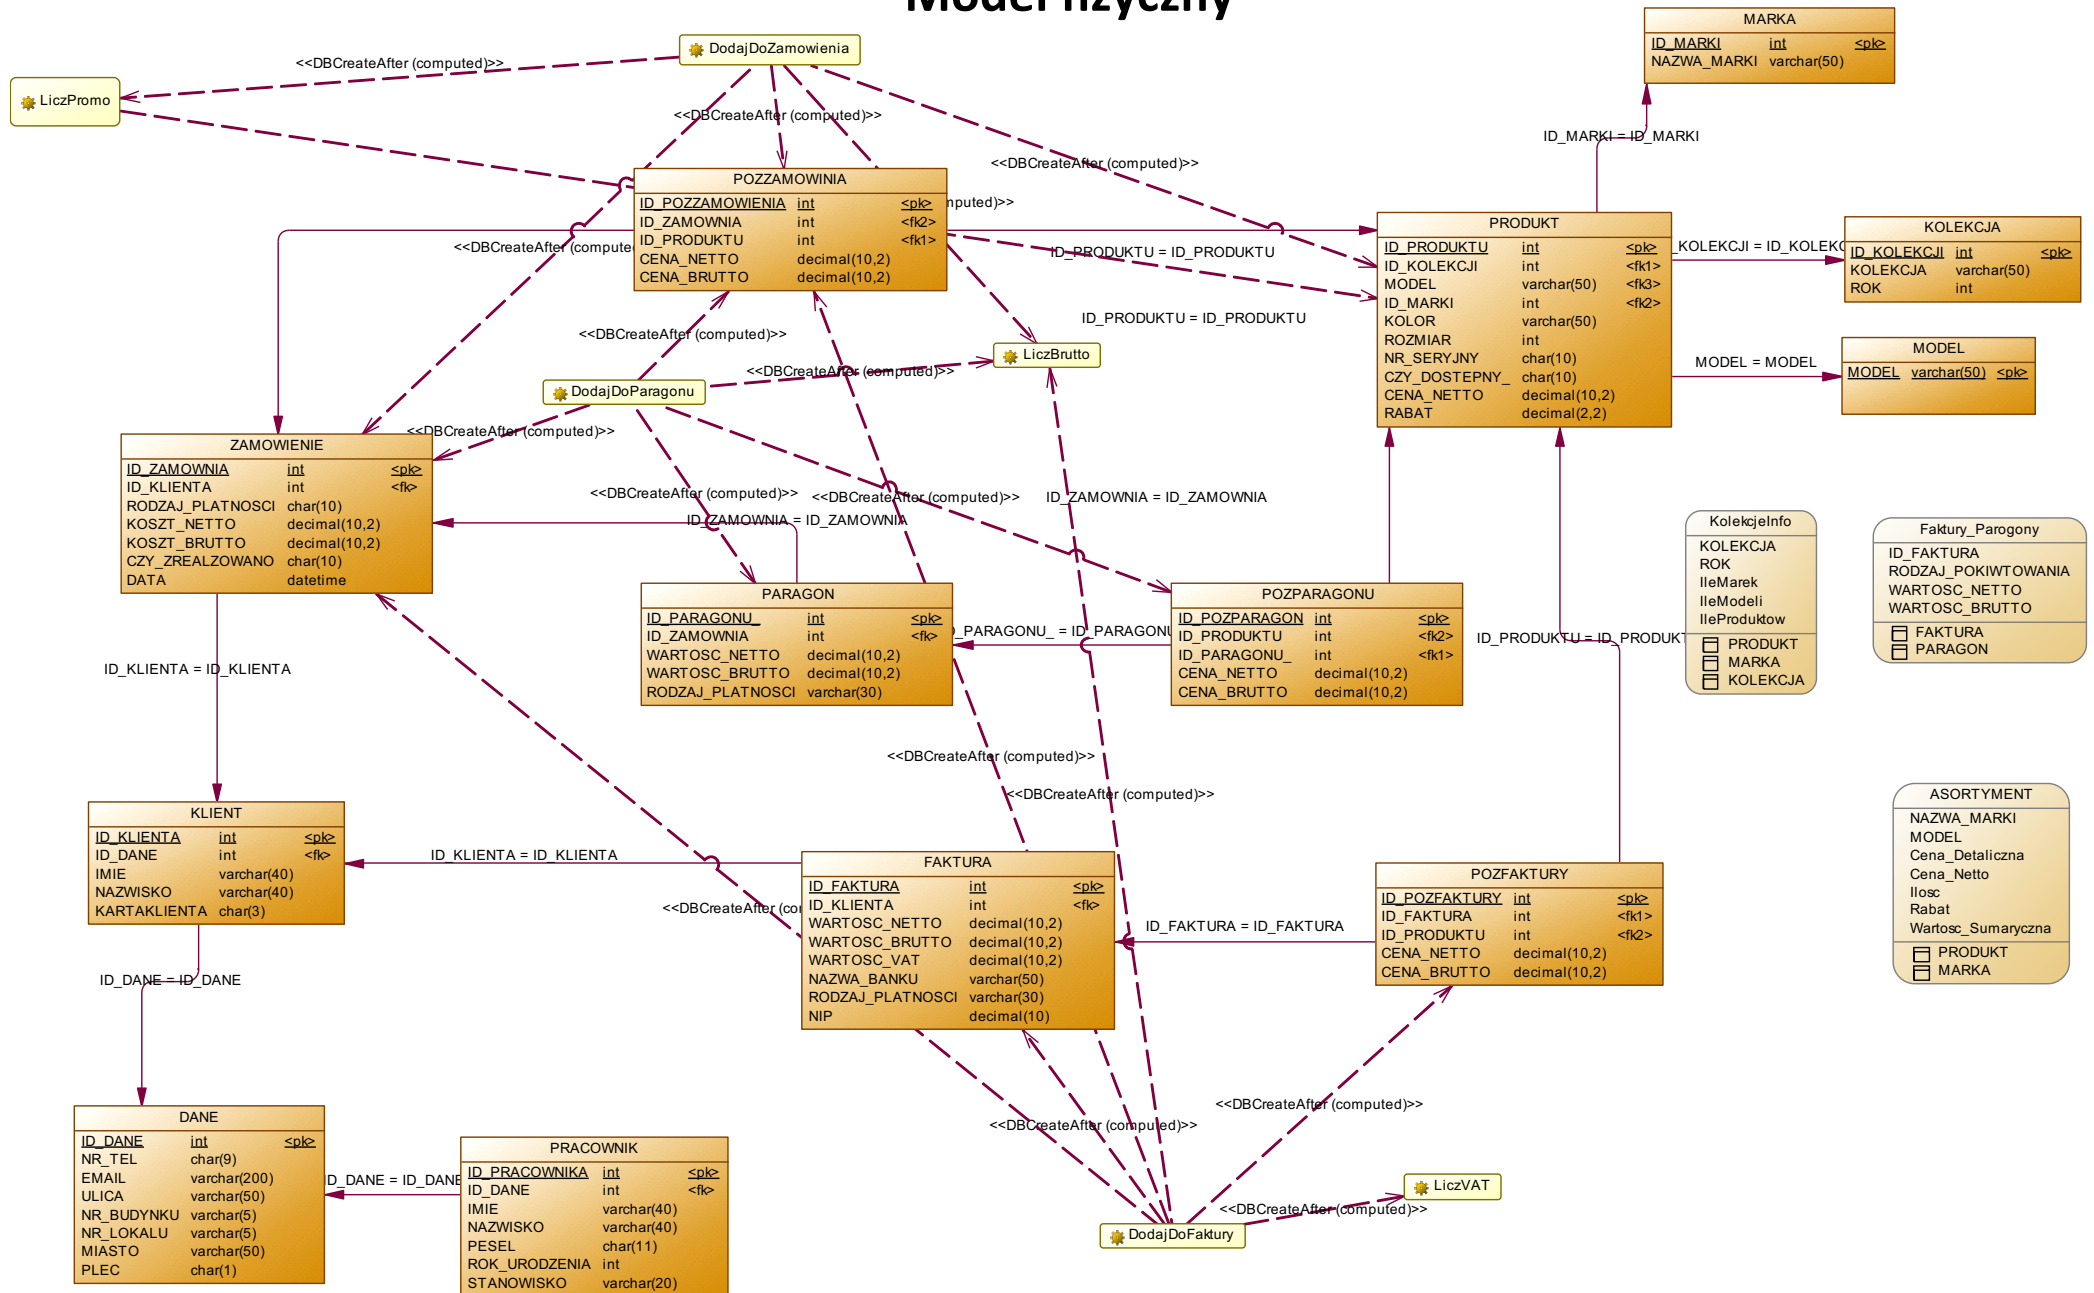 Model fizyczny
DodajDoZamowienia
<<DBCreateAfter (computed)>>
LiczPromo
<<DBCreateAfter (computed)>>
<<DBCreateAfter (computed)>>
MARKA
ID_MARKI int <pk>
NAZWA_MARKI varchar(50)
ID_MARKI = ID_MARKI
POZZAMOWINIA
ID_POZZAMOWIENIA int <pk>
ID_ZAMOWNIA int <fk2>
ID_PRODUKTU int <fk1>
CENA_NETTO decimal(10,2)
CENA_BRUTTO decimal(10,2)
mputed)>>
<<DBCreateAfter (compute
ID_PRODUKTU = ID_PRODUKTU
PRODUKT
ID_PRODUKTU int <pk>
ID_KOLEKCJI int <fk1>
MODEL varchar(50) <fk3>
ID_MARKI int <fk2>
KOLOR varchar(50)
ROZMIAR int
NR_SERYJNY char(10)
CZY_DOSTEPNY_ char(10)
CENA_NETTO decimal(10,2)
RABAT decimal(2,2)
_KOLEKCJI = ID_KOLEKC
KOLEKCJA
ID_KOLEKCJI int <pk>
KOLEKCJA varchar(50)
ROK int
MODEL = MODEL
MODEL
MODEL varchar(50) <pk>
<<DBCreateAfter (computed)>>
ID_PRODUKTU = ID_PRODUKTU
LiczBrutto
<<DBCreateAfter (computed)>>
DodajDoParagonu
<<DBCreateAfter (computed)>>
ZAMOWIENIE
ID_ZAMOWNIA int <pk>
ID_KLIENTA int <fk>
RODZAJ_PLATNOSCI char(10)
KOSZT_NETTO decimal(10,2)
KOSZT_BRUTTO decimal(10,2)
CZY_ZREALZOWANO char(10)
DATA datetime
<<DBCreateAfter (computed)>>
<<DBCreateAfter (computed)>>
ID_ZAMOWNIA = ID_ZAMOWNIA
ID_ZAMOWNIA = ID_ZAMOWNIA
PARAGON
ID_PARAGONU_ int <pk>
ID_ZAMOWNIA int <fk>
WARTOSC_NETTO decimal(10,2)
WARTOSC_BRUTTO decimal(10,2)
RODZAJ_PLATNOSCI varchar(30)
D_PARAGONU_ = ID_PARAGONU
POZPARAGONU
ID_POZPARAGON int <pk>
ID_PRODUKTU int <fk2>
ID_PARAGONU_ int <fk1>
CENA_NETTO decimal(10,2)
CENA_BRUTTO decimal(10,2)
ID_PRODUKTU = ID_PRODUKT
KolekcjeInfo
KOLEKCJA
ROK
IleMarek
IleModeli
IleProduktow
PRODUKT
MARKA
KOLEKCJA
Faktury_Parogony
ID_FAKTURA
RODZAJ_POKIWTOWANIA
WARTOSC_NETTO
WARTOSC_BRUTTO
FAKTURA
PARAGON
ID_KLIENTA = ID_KLIENTA
<<DBCreateAfter (computed)>>
<<DBCreateAfter (computed)>>
KLIENT
ID_KLIENTA int <pk>
ID_DANE int <fk>
IMIE varchar(40)
NAZWISKO varchar(40)
KARTAKLIENTA char(3)
ID_KLIENTA = ID_KLIENTA
<<DBCreateAfter (co
FAKTURA
ID_FAKTURA int <pk>
ID_KLIENTA int <fk>
WARTOSC_NETTO decimal(10,2)
WARTOSC_BRUTTO decimal(10,2)
WARTOSC_VAT decimal(10,2)
NAZWA_BANKU varchar(50)
RODZAJ_PLATNOSCI varchar(30)
NIP decimal(10)
ID_FAKTURA = ID_FAKTURA
POZFAKTURY
ID_POZFAKTURY int <pk>
ID_FAKTURA int <fk1>
ID_PRODUKTU int <fk2>
CENA_NETTO decimal(10,2)
CENA_BRUTTO decimal(10,2)
ASORTYMENT
NAZWA_MARKI
MODEL
Cena_Detaliczna
Cena_Netto
Ilosc
Rabat
Wartosc_Sumaryczna
PRODUKT
MARKA
ID_DANE = ID_DANE
DANE
ID_DANE int <pk>
NR_TEL char(9)
EMAIL varchar(200)
ULICA varchar(50)
NR_BUDYNKU varchar(5)
NR_LOKALU varchar(5)
MIASTO varchar(50)
PLEC char(1)
ID_DANE = ID_DANE
PRACOWNIK
ID_PRACOWNIKA int <pk>
ID_DANE int <fk>
IMIE varchar(40)
NAZWISKO varchar(40)
PESEL char(11)
ROK_URODZENIA int
STANOWISKO varchar(20)
<<DBCreateAfter (computed)>>
<<DBCreateAfter (computed)>>
LiczVAT
<<DBCreateAfter (computed)>>
DodajDoFaktury